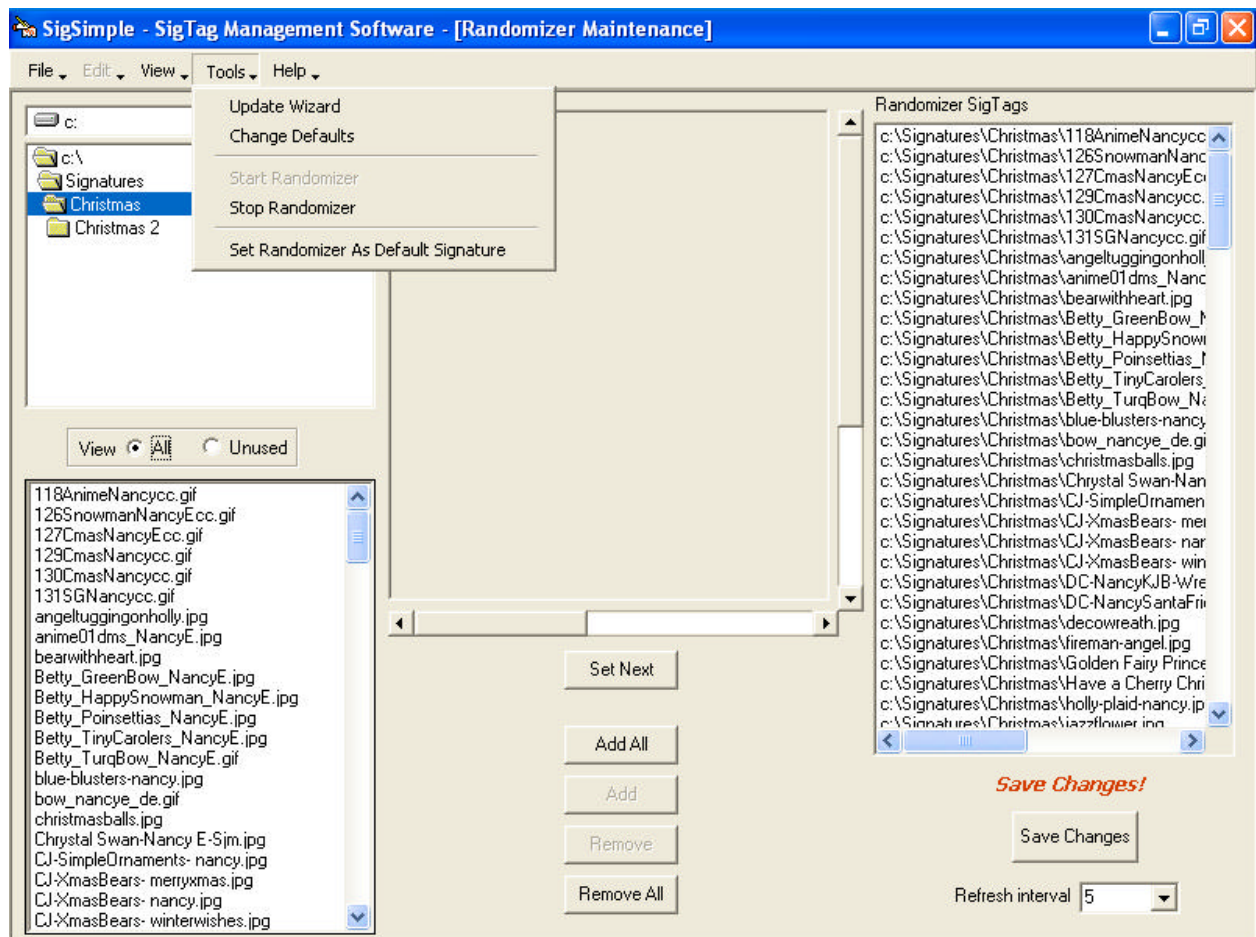 SigSimple - SigTag Management Software - [Randomizer Maintenance]
File Edit View Tools Help
Update Wizard
Change Defaults
Start Randomizer
Stop Randomizer
Set Randomizer As Default Signature
c:
c:\
Signatures
Christmas
Christmas 2
View All Unused
118AnimeNancycc.gif
126SnowmanNancyEcc.gif
127CmasNancyEcc.gif
129CmasNancycc.gif
130CmasNancycc.gif
131SGNancycc.gif
angeltuggingonholly.jpg
anime01dms_NancyE.jpg
bearwithheart.jpg
Betty_GreenBow_NancyE.jpg
Betty_HappySnowman_NancyE.jpg
Betty_Poinsettias_NancyE.jpg
Betty_TinyCarolers_NancyE.jpg
Betty_TurqBow_NancyE.gif
blue-blusters-nancy.jpg
bow_nancye_de.gif
christmasballs.jpg
Chrystal Swan-Nancy E-Sjm.jpg
CJ-SimpleOrnaments- nancy.jpg
CJ-XmasBears- merryxmas.jpg
CJ-XmasBears- nancy.jpg
CJ-XmasBears- winterwishes.jpg
Set Next
Add All
Add
Remove
Remove All
Randomizer SigTags
c:\Signatures\Christmas\118AnimeNancycc
c:\Signatures\Christmas\126SnowmanNanc
c:\Signatures\Christmas\127CmasNancyEc
c:\Signatures\Christmas\129CmasNancycc.
c:\Signatures\Christmas\130CmasNancycc.
c:\Signatures\Christmas\131SGNancycc.gif
c:\Signatures\Christmas\angeltuggingonholl
c:\Signatures\Christmas\anime01dms_Nanc
c:\Signatures\Christmas\bearwithheart.jpg
c:\Signatures\Christmas\Betty_GreenBow_N
c:\Signatures\Christmas\Betty_HappySnow
c:\Signatures\Christmas\Betty_Poinsettias_N
c:\Signatures\Christmas\Betty_TinyCarolers_
c:\Signatures\Christmas\Betty_TurqBow_Na
c:\Signatures\Christmas\blue-blusters-nancy
c:\Signatures\Christmas\bow_nancye_de.gi
c:\Signatures\Christmas\christmasballs.jpg
c:\Signatures\Christmas\Chrystal Swan-Nan
c:\Signatures\Christmas\CJ-SimpleOrnamen
c:\Signatures\Christmas\CJ-XmasBears- mer
c:\Signatures\Christmas\CJ-XmasBears- nar
c:\Signatures\Christmas\CJ-XmasBears- win
c:\Signatures\Christmas\DC-NancyKJB-Wre
c:\Signatures\Christmas\DC-NancySantaFri
c:\Signatures\Christmas\decowreath.jpg
c:\Signatures\Christmas\fireman-angel.jpg
c:\Signatures\Christmas\Golden Fairy Prince
c:\Signatures\Christmas\Have a Cherry Chri
c:\Signatures\Christmas\holly-plaid-nancy.jp
c:\Signatures\Christmas\jazzflower.jpg
Save Changes!
Save Changes
Refresh interval 5